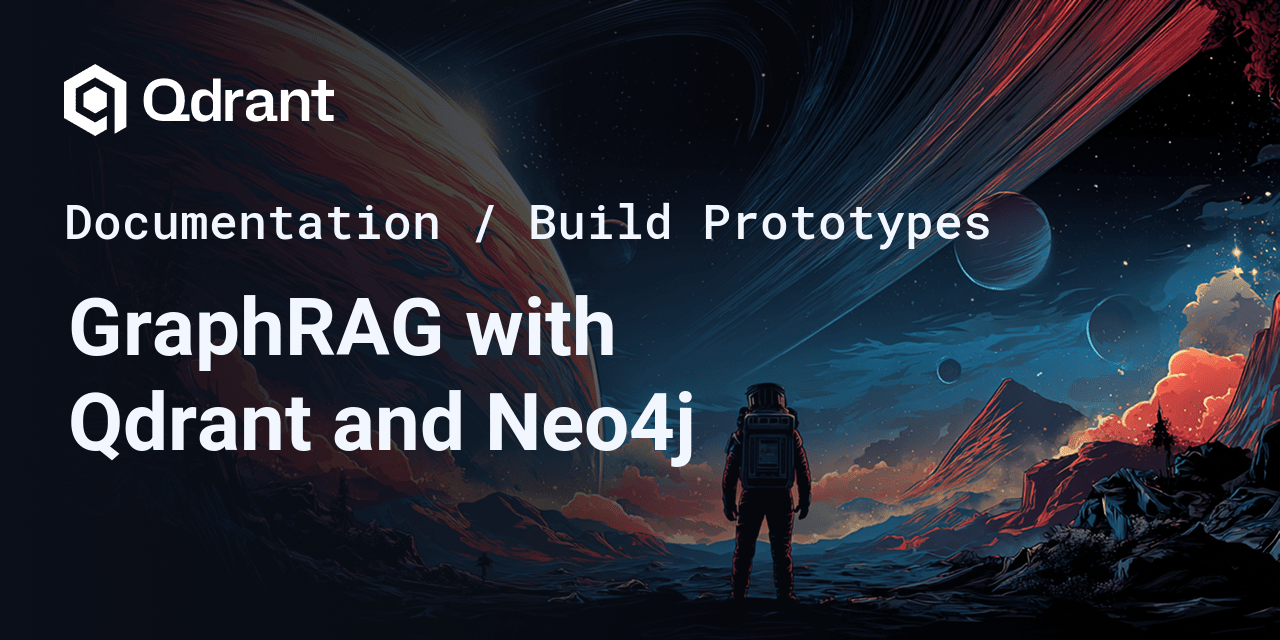 Qdrant
Documentation / Build Prototypes
GraphRAG with
Qdrant and Neo4j